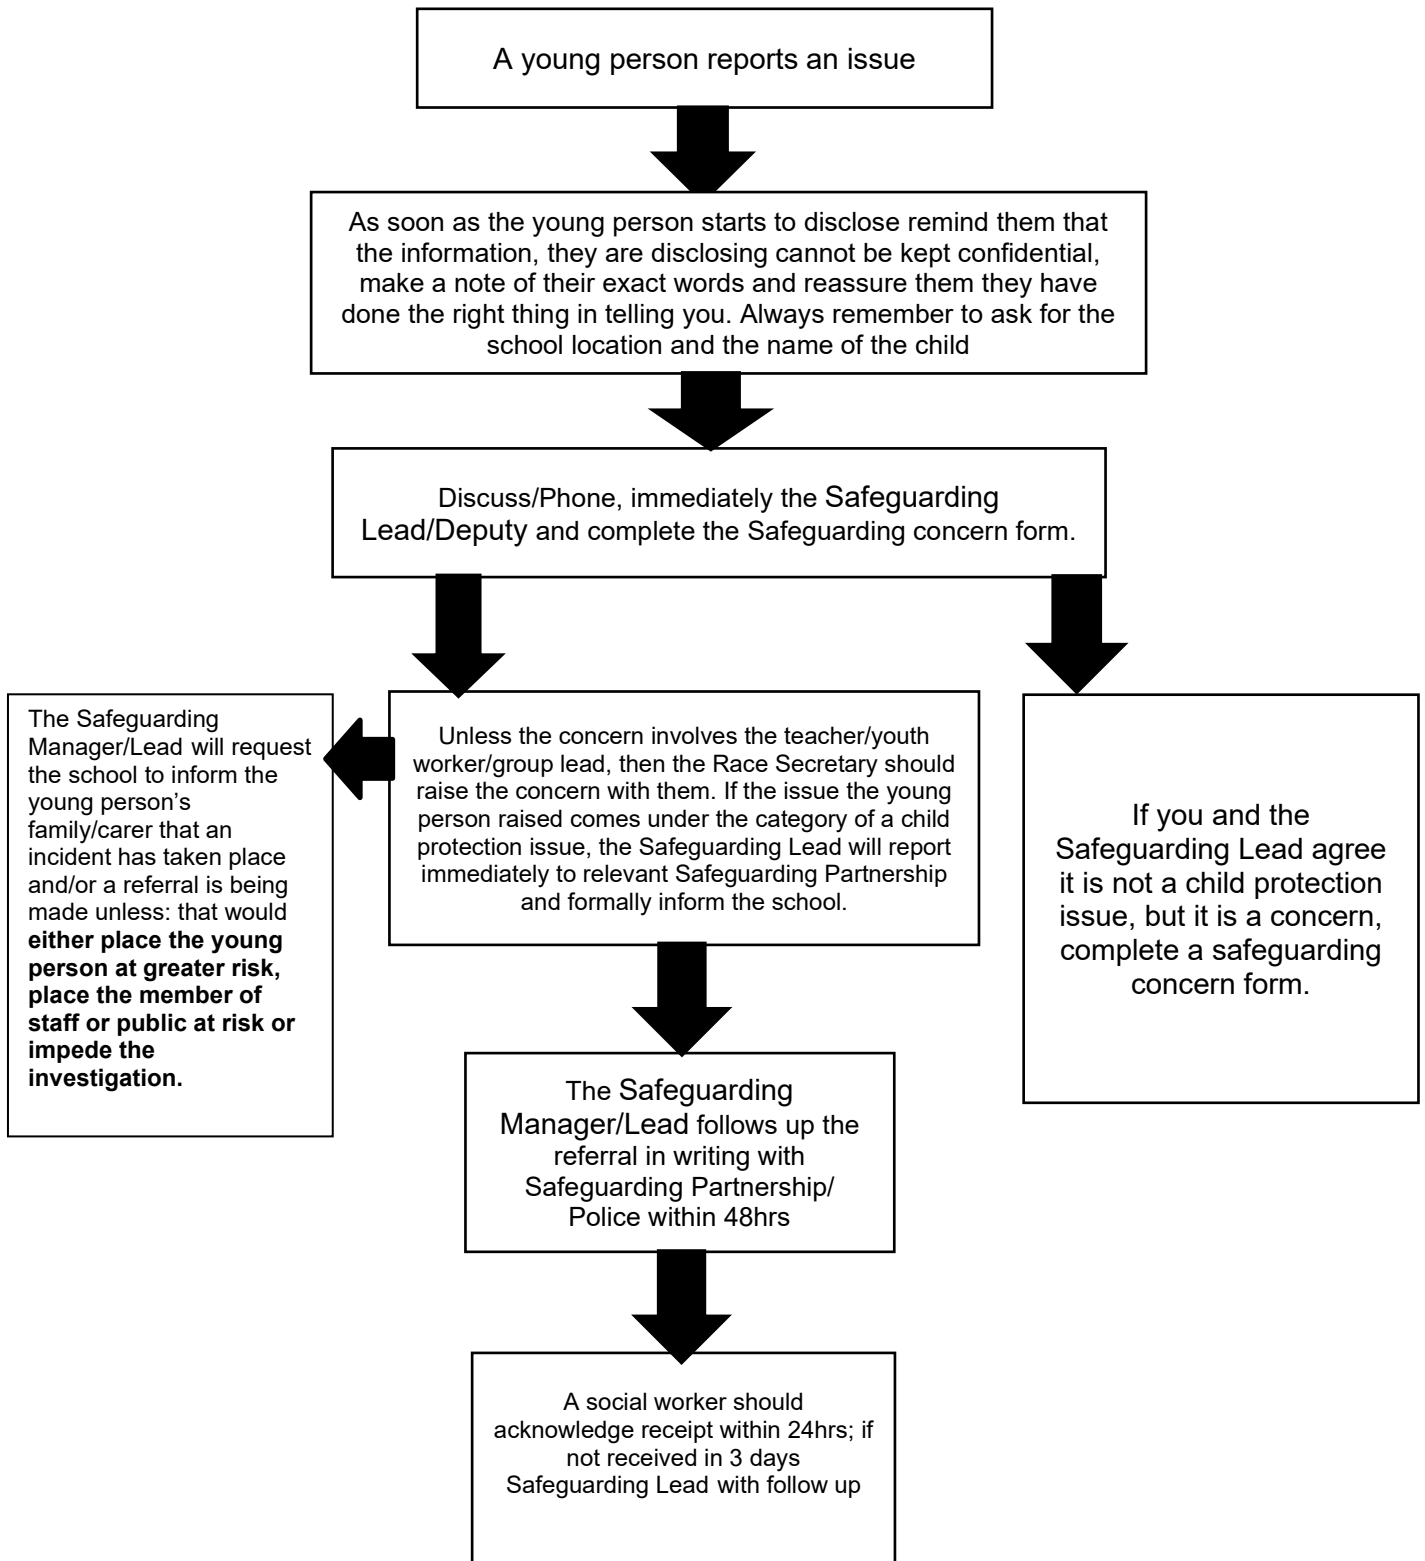 A young person reports an issue
As soon as the young person starts to disclose remind them that
the information, they are disclosing cannot be kept confidential,
make a note of their exact words and reassure them they have
done the right thing in telling you. Always remember to ask for the
school location and the name of the child
Discuss/Phone, immediately the Safeguarding
Lead/Deputy and complete the Safeguarding concern form.
The Safeguarding
Manager/Lead will request
the school to inform the
young person’s
family/carer that an
incident has taken place
and/or a referral is being
made unless: that would
either place the young
person at greater risk,
place the member of
staff or public at risk or
impede the
investigation.
Unless the concern involves the teacher/youth
worker/group lead, then the Race Secretary should
raise the concern with them. If the issue the young
person raised comes under the category of a child
protection issue, the Safeguarding Lead will report
immediately to relevant Safeguarding Partnership
and formally inform the school.
If you and the
Safeguarding Lead agree
it is not a child protection
issue, but it is a concern,
complete a safeguarding
concern form.
The Safeguarding
Manager/Lead follows up the
referral in writing with
Safeguarding Partnership/
Police within 48hrs
A social worker should
acknowledge receipt within 24hrs; if
not received in 3 days
Safeguarding Lead with follow up